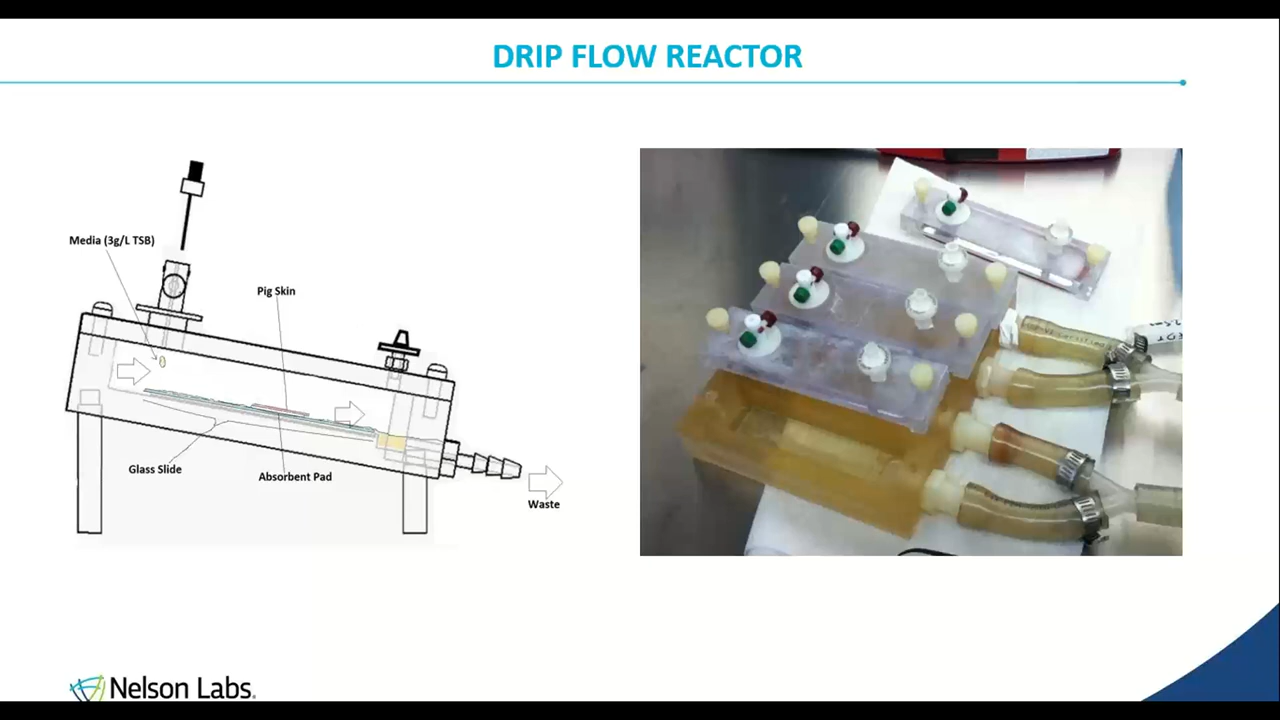 DRIP FLOW REACTOR
Media (3g/L TSB)
Pig Skin
Glass Slide
Absorbent Pad
Waste
Nelson Labs.